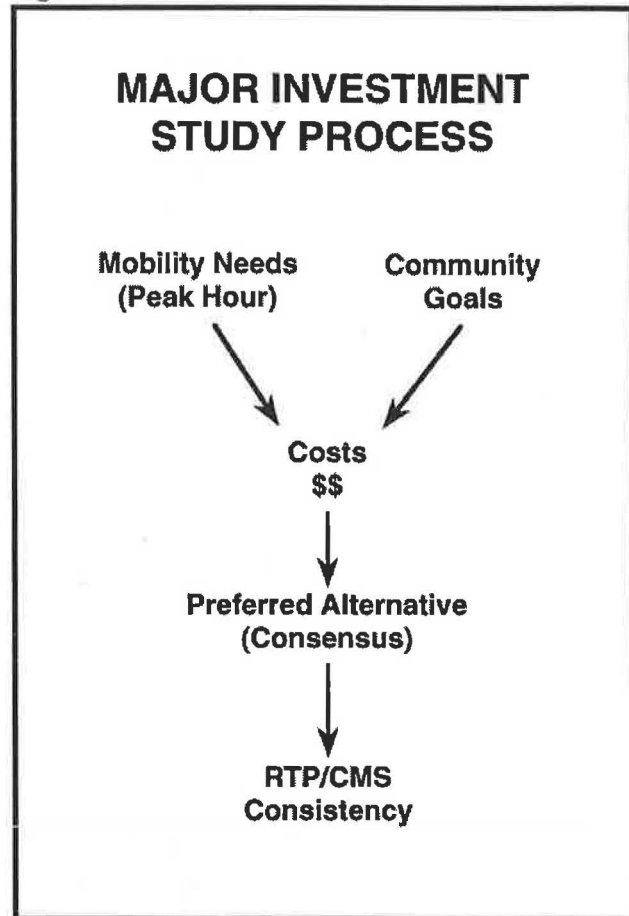 MAJOR INVESTMENT
STUDY PROCESS
Mobility Needs
(Peak Hour)
Community
Goals
Costs
$$
Preferred Alternative
(Consensus)
RTP/CMS
Consistency